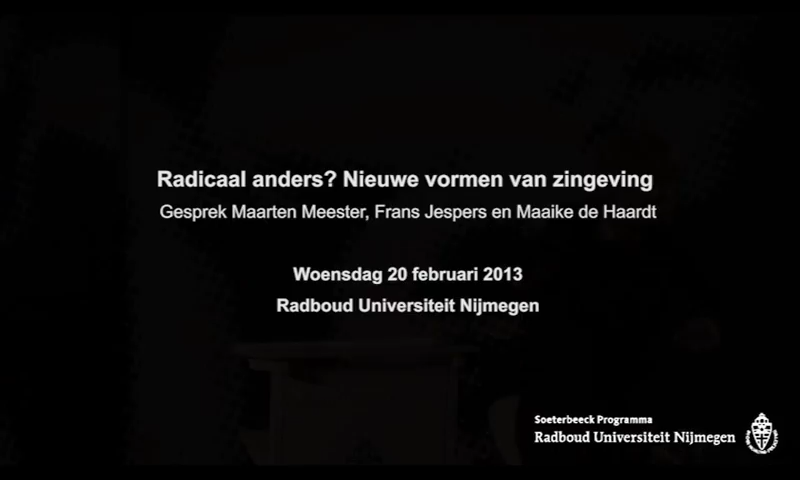 Radicaal anders? Nieuwe vormen van zingeving
Gesprek Maarten Meester, Frans Jespers en Maaike de Haardt
Woensdag 20 februari 2013
Radboud Universiteit Nijmegen
Soeterbeeck Programma
Radboud Universiteit Nijmegen